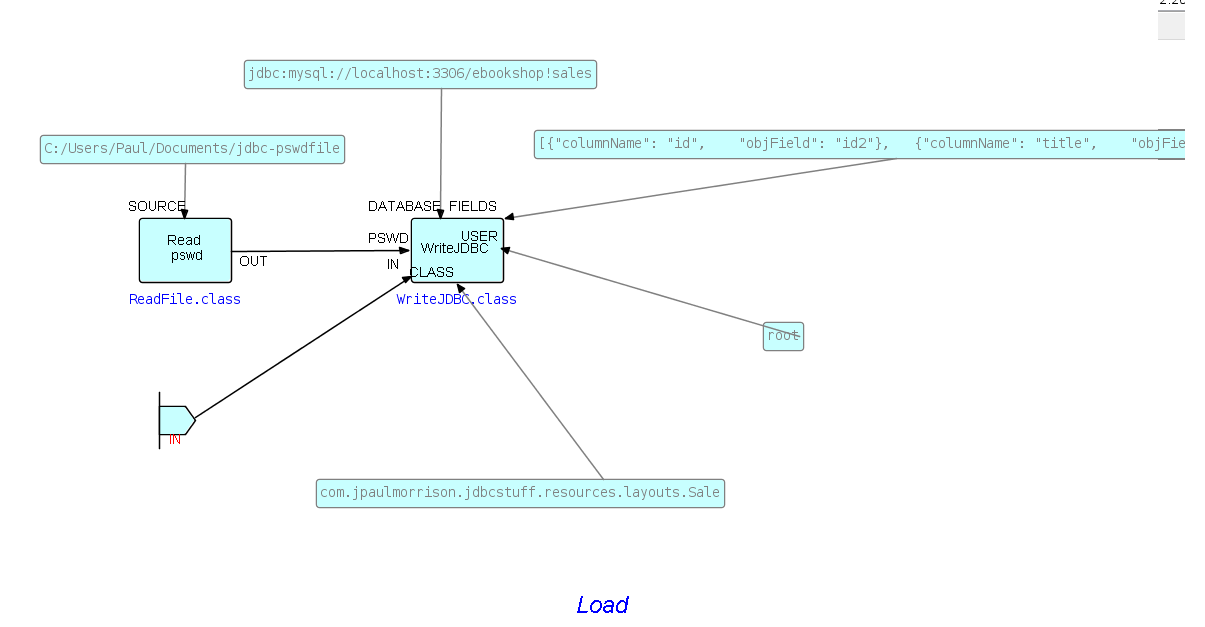 jdbc:mysql://localhost:3306/ebookshop!sales
C:/Users/Paul/Documents/jdbc-pswdfile
[{"columnName": "id",    "objField": "id2"},   {"columnName": "title",    "objFie
SOURCE
DATABASE FIELDS
Read
pswd
OUT
PSWD
USER
WriteJDBC
IN
CLASS
ReadFile.class
WriteJDBC.class
root
IN
com.jpaulmorrison.jdbcstuff.resources.layouts.Sale
Load